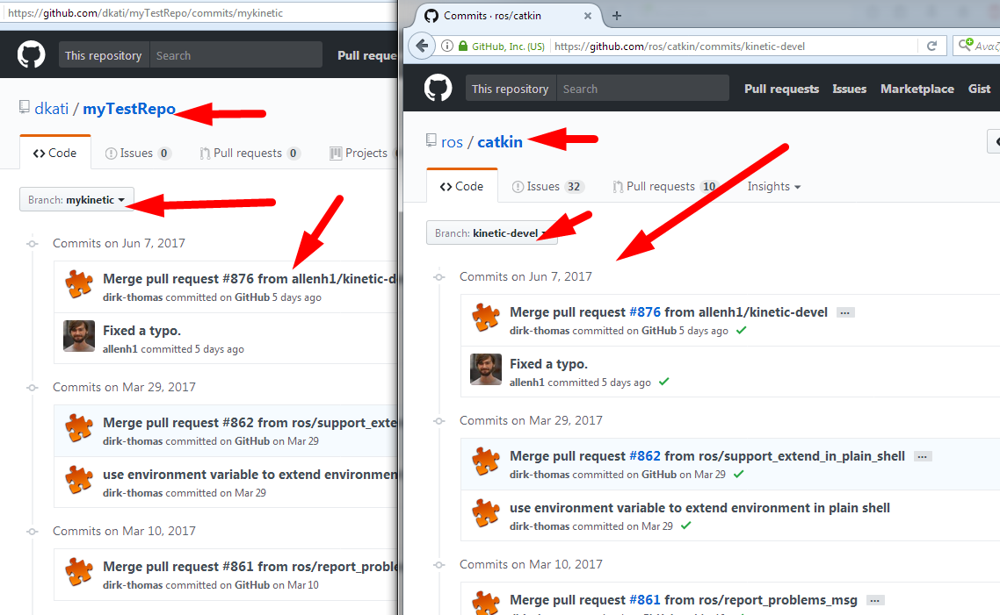 https://github.com/dkati/myTestRepo/commits/mykinetic
This repository Search Pull reque
dkati / myTestRepo
Code Issues 0 Pull requests 0 Projects
Branch: mykinetic
Commits on Jun 7, 2017
Merge pull request #876 from allenh1/kinetic-d
dirk-thomas committed on GitHub 5 days ago
Fixed a typo.
allenh1 committed 5 days ago
Commits on Mar 29, 2017
Merge pull request #862 from ros/support_exte
dirk-thomas committed on GitHub on Mar 29
use environment variable to extend environment
dirk-thomas committed on Mar 29
Commits on Mar 10, 2017
Merge pull request #861 from ros/report_proble
dirk-thomas committed on GitHub on Mar 10
Commits · ros/catkin
GitHub, Inc. (US) https://github.com/ros/catkin/commits/kinetic-devel Ανα
This repository Search Pull requests Issues Marketplace Gist
ros / catkin
Code Issues 32 Pull requests 10 Insights
Branch: kinetic-devel
Commits on Jun 7, 2017
Merge pull request #876 from allenh1/kinetic-devel ...
dirk-thomas committed on GitHub 5 days ago
Fixed a typo.
allenh1 committed 5 days ago
Commits on Mar 29, 2017
Merge pull request #862 from ros/support_extend_in_plain_shell ...
dirk-thomas committed on GitHub on Mar 29
use environment variable to extend environment in plain shell
dirk-thomas committed on Mar 29
Commits on Mar 10, 2017
Merge pull request #861 from ros/report_problems_msg ...